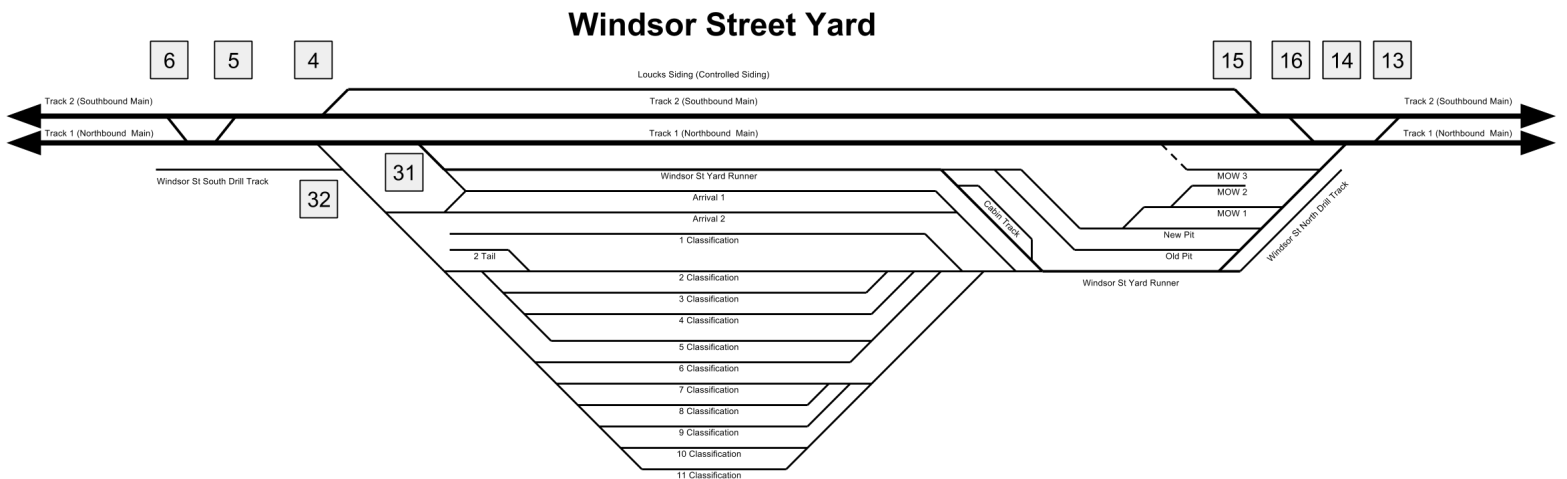 Windsor Street Yard
6
5
4
15
16
14
13
Loucks Siding (Controlled Siding)
Track 2 (Southbound Main)
Track 2 (Southbound Main)
Track 2 (Southbound Main)
Track 1 (Northbound Main)
Track 1 (Northbound Main)
Track 1 (Northbound Main)
31
32
Windsor St South Drill Track
Windsor St Yard Runner
MOW 3
Arrival 1
MOW 2
Cabin Track
Arrival 2
MOW 1
Windsor St North Drill Track
1 Classification
New Pit
2 Tail
Old Pit
2 Classification
Windsor St Yard Runner
3 Classification
4 Classification
5 Classification
6 Classification
7 Classification
8 Classification
9 Classification
10 Classification
11 Classification